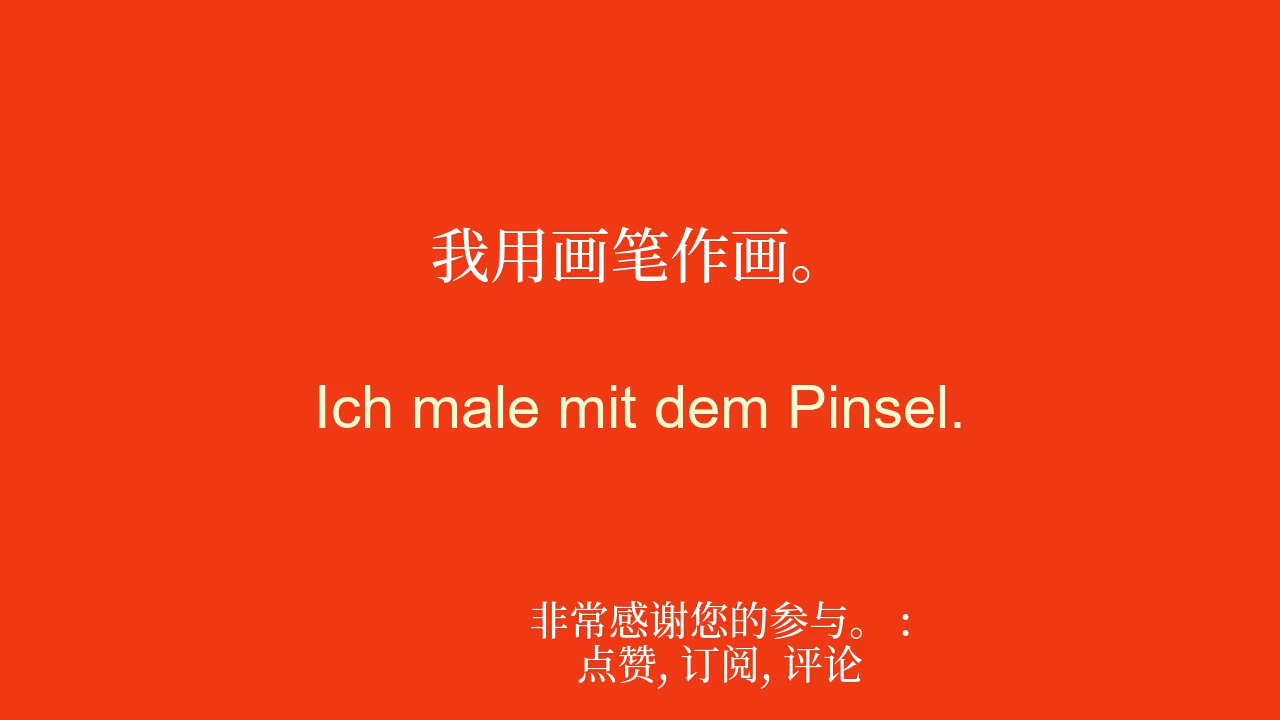 我用画笔作画。
Ich male mit dem Pinsel.
非常感谢您的参与。 :
点赞, 订阅, 评论